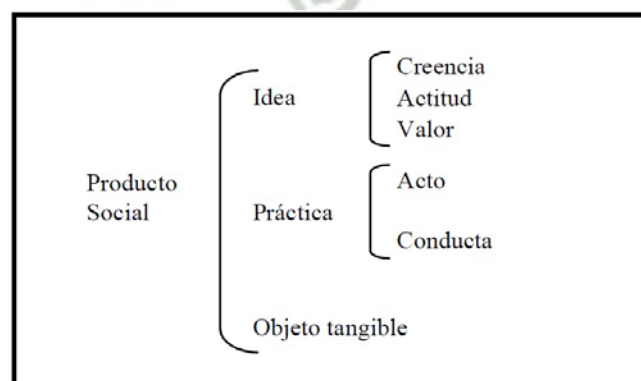 Creencia
Idea
Actitud
Valor
Producto
Social
Acto
Práctica
Conducta
Objeto tangible